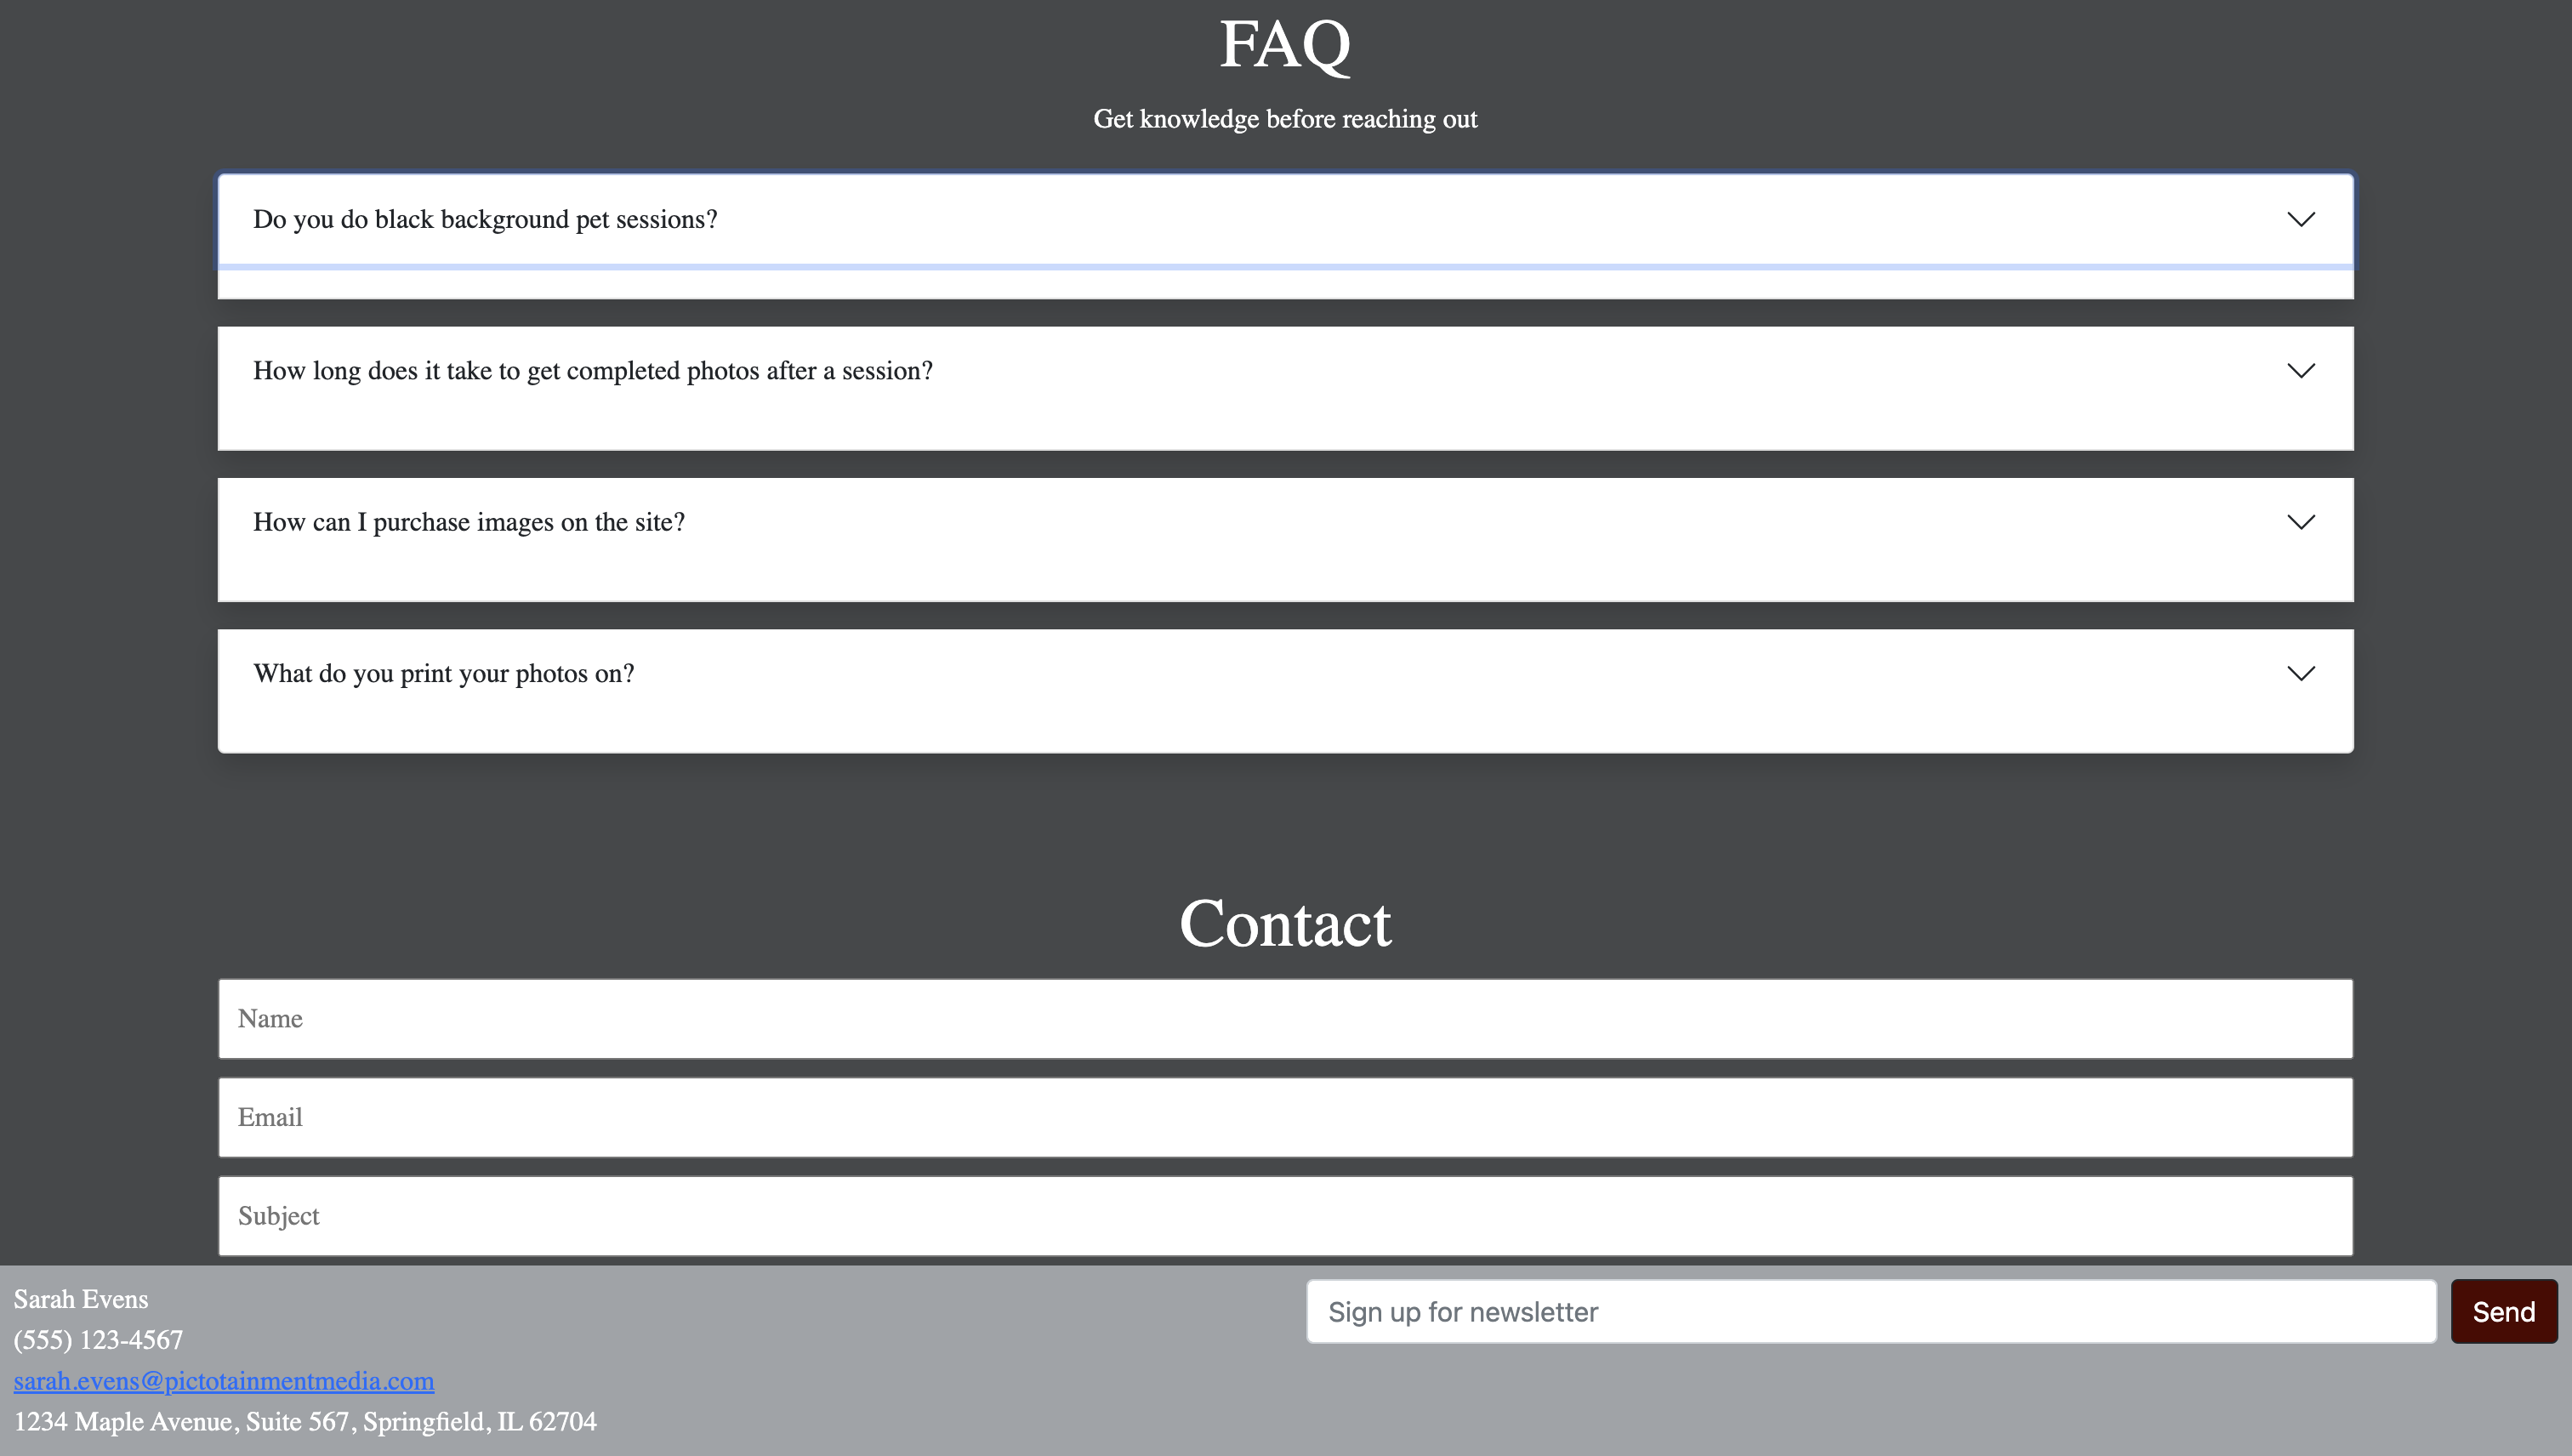 FAQ
Get knowledge before reaching out
Do you do black background pet sessions?
How long does it take to get completed photos after a session?
How can I purchase images on the site?
What do you print your photos on?
Contact
Name
Email
Subject
Sarah Evens
(555) 123-4567
sarah.evens@pictotainmentmedia.com
1234 Maple Avenue, Suite 567, Springfield, IL 62704
Sign up for newsletter
Send